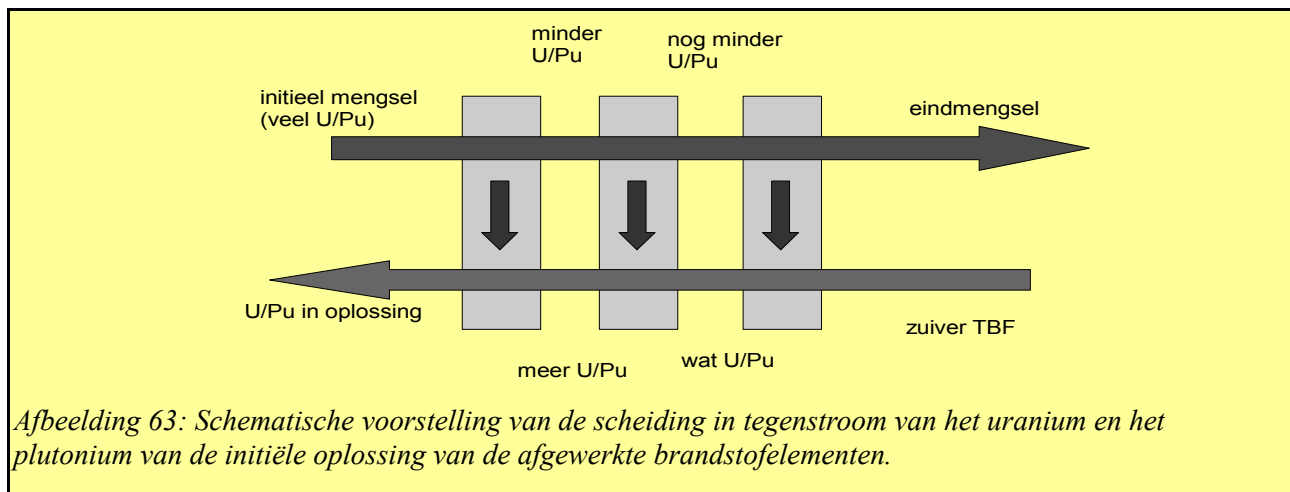 minder
U/Pu
nog minder
U/Pu
initieel mengsel
(veel U/Pu)
eindmengsel
U/Pu in oplossing
zuiver TBF
meer U/Pu
wat U/Pu
Afbeelding 63: Schematische voorstelling van de scheiding in tegenstroom van het uranium en het
plutonium van de initiële oplossing van de afgewerkte brandstofelementen.